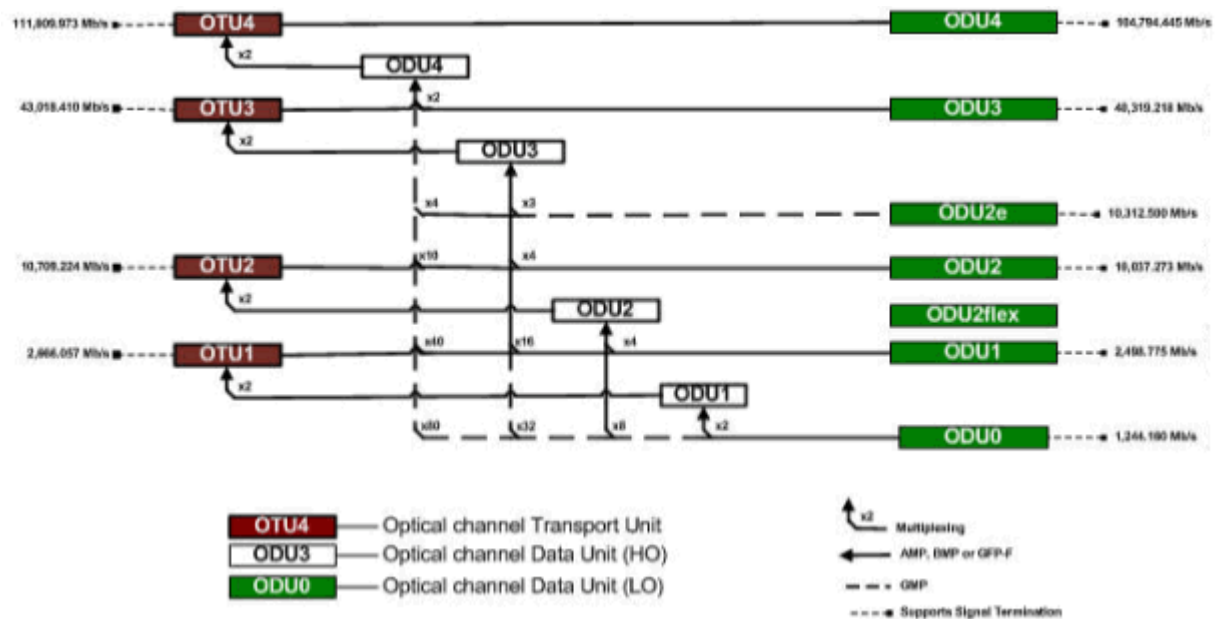 111,809.973 Mb/s OTU4 ODU4 104,794.445 Mb/s
x2
ODU4
x2
43,018.410 Mb/s OTU3 ODU3 40,319.218 Mb/s
x2
ODU3
x4 x3
ODU2e 10,312.500 Mb/s
x10 x4
10,709.224 Mb/s OTU2 ODU2 10,037.273 Mb/s
x2
ODU2
ODU2flex
x40 x16 x4
2,666.057 Mb/s OTU1 ODU1 2,498.775 Mb/s
x2
ODU1
x80 x32 x8 x2
ODU0 1,244.160 Mb/s
OTU4 Optical channel Transport Unit
ODU3 Optical channel Data Unit (HO)
ODU0 Optical channel Data Unit (LO)
x2 Multiplexing
AMP, BMP or GFP-F
GMP
Supports Signal Termination